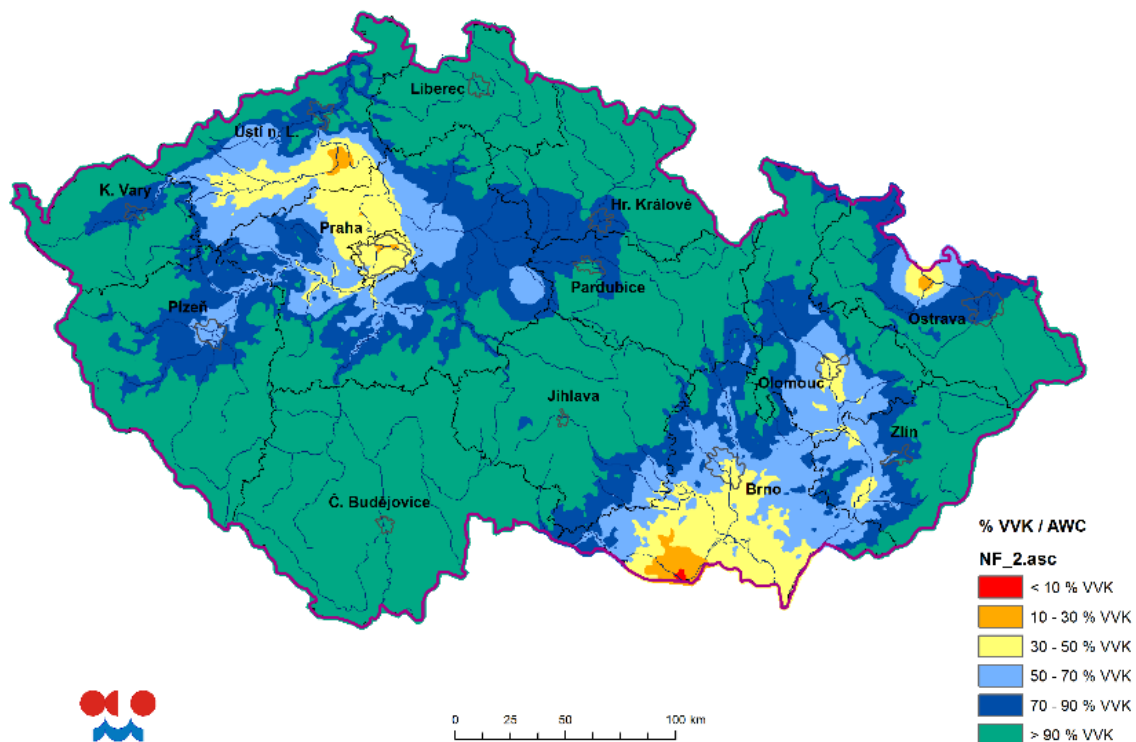 Liberec
Ústí n. L.
K. Vary
Hr. Králové
Praha
Pardubice
Plzeň
Ostrava
Olomouc
Jihlava
Zlín
Brno
Č. Budějovice
% VVK / AWC
NF_2.asc
< 10 % VVK
10 - 30 % VVK
30 - 50 % VVK
50 - 70 % VVK
70 - 90 % VVK
> 90 % VVK
0 25 50 100 km